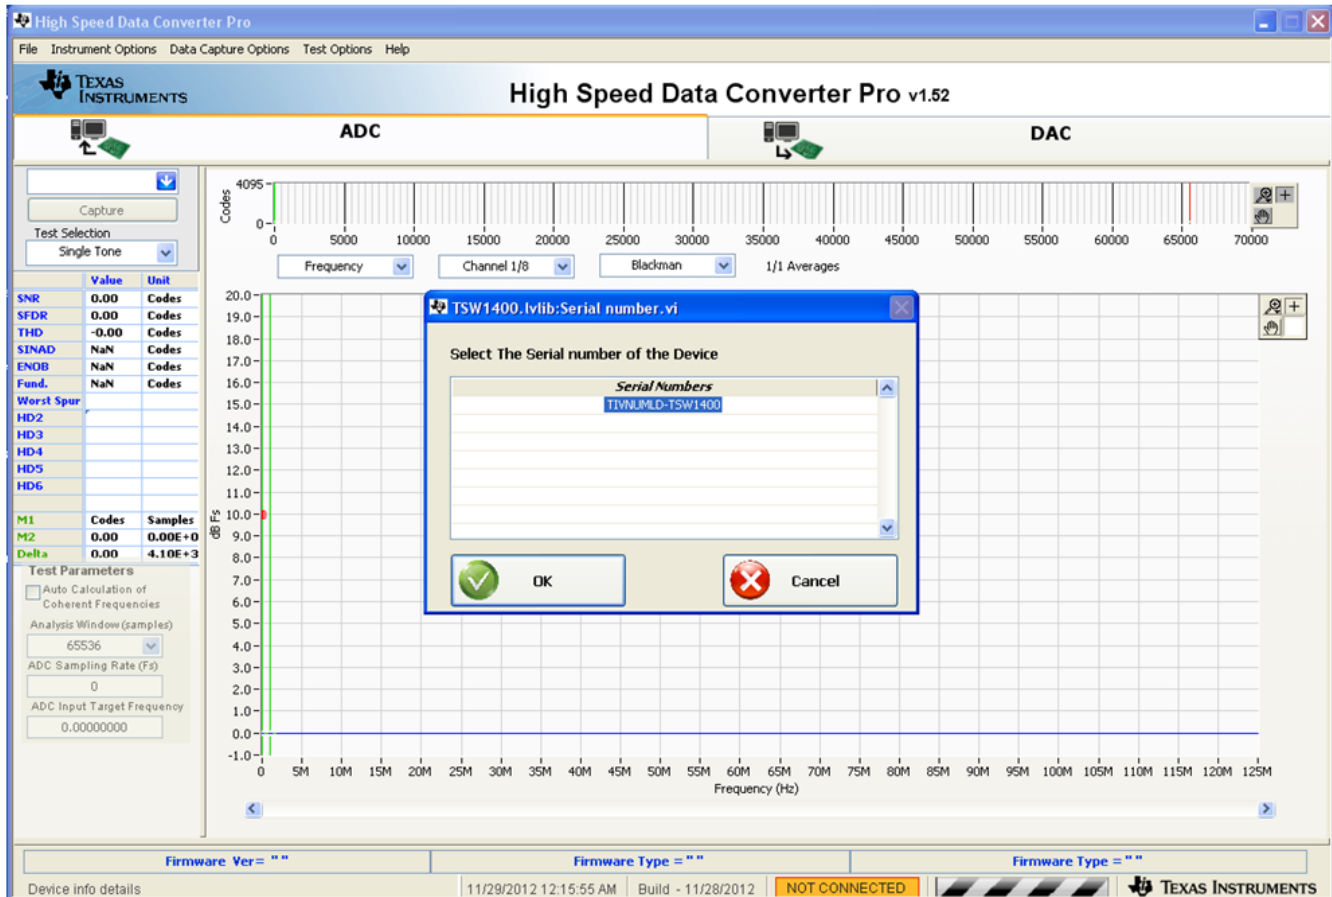 High Speed Data Converter Pro
File Instrument Options Data Capture Options Test Options Help
TEXAS INSTRUMENTS
High Speed Data Converter Pro v1.52
ADC
DAC
Capture
Test Selection
Single Tone
Value Unit
SNR 0.00 Codes
SFDR 0.00 Codes
THD -0.00 Codes
SINAD NaN Codes
ENOB NaN Codes
Fund. NaN Codes
Worst Spur
HD2
HD3
HD4
HD5
HD6
M1 Codes Samples
M2 0.00 0.00E+0
Delta 0.00 4.10E+3
Test Parameters
Auto Calculation of
Coherent Frequencies
Analysis Window (samples)
65536
ADC Sampling Rate (Fs)
0
ADC Input Target Frequency
0.00000000
Codes
4095
0
0 5000 10000 15000 20000 25000 30000 35000 40000 45000 50000 55000 60000 65000 70000
Frequency
Channel 1/8
Blackman
1/1 Averages
dB Fs
20.0
19.0
18.0
17.0
16.0
15.0
14.0
13.0
12.0
11.0
10.0
9.0
8.0
7.0
6.0
5.0
4.0
3.0
2.0
1.0
0.0
-1.0
0 5M 10M 15M 20M 25M 30M 35M 40M 45M 50M 55M 60M 65M 70M 75M 80M 85M 90M 95M 100M 105M 110M 115M 120M 125M
Frequency (Hz)
TSW1400.lvlib:Serial number.vi
Select The Serial number of the Device
Serial Numbers
TIVNUMLD-TSW1400
OK
Cancel
Firmware Ver= " "
Firmware Type = " "
Firmware Type = " "
Device info details
11/29/2012 12:15:55 AM
Build - 11/28/2012
NOT CONNECTED
TEXAS INSTRUMENTS